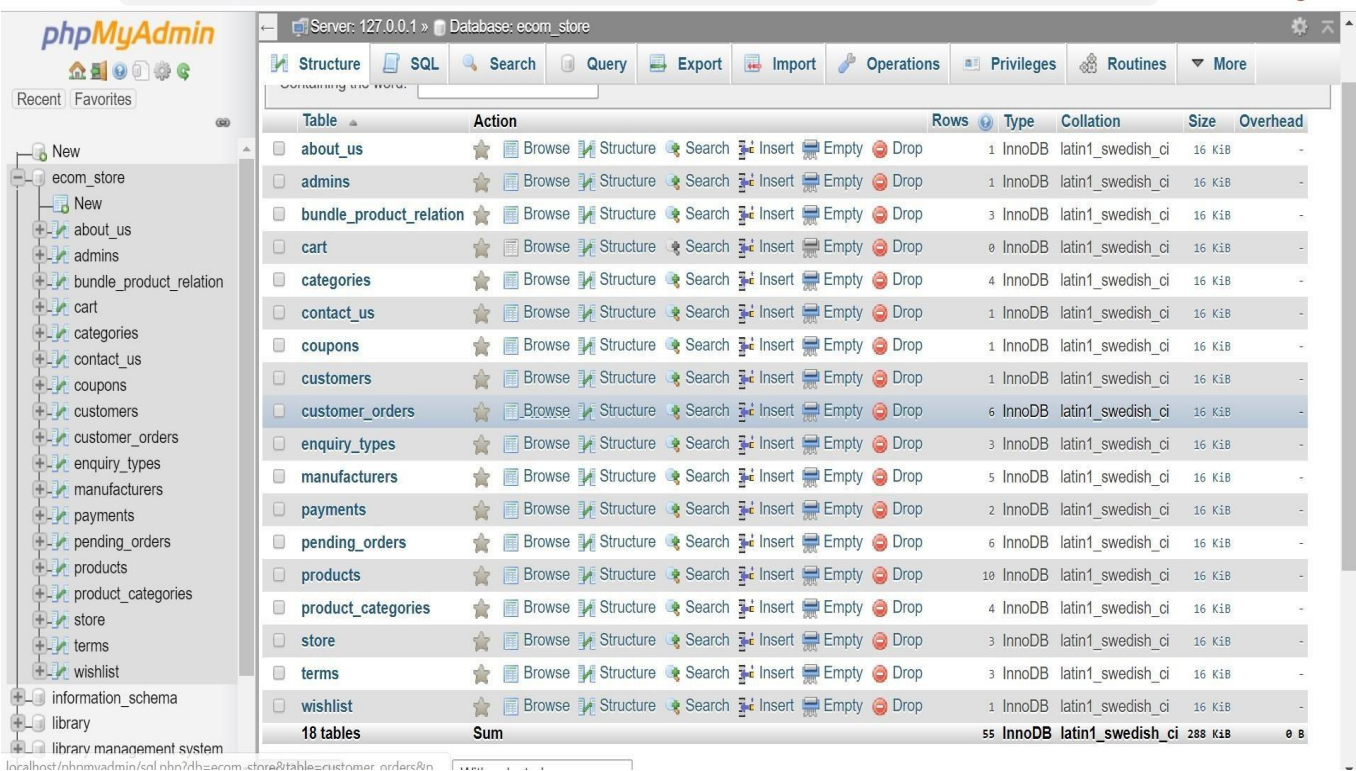 phpMyAdmin
Recent Favorites
New
ecom_store
New
about_us
admins
bundle_product_relation
cart
categories
contact_us
coupons
customers
customer_orders
enquiry_types
manufacturers
payments
pending_orders
products
product_categories
store
terms
wishlist
information_schema
library
library management system
Server: 127.0.0.1 » Database: ecom_store
Structure SQL Search Query Export Import Operations Privileges Routines More
Containing the word:
Table Action Rows Type Collation Size Overhead
about_us Browse Structure Search Insert Empty Drop 1 InnoDB latin1_swedish_ci 16 KiB -
admins Browse Structure Search Insert Empty Drop 1 InnoDB latin1_swedish_ci 16 KiB -
bundle_product_relation Browse Structure Search Insert Empty Drop 3 InnoDB latin1_swedish_ci 16 KiB -
cart Browse Structure Search Insert Empty Drop 0 InnoDB latin1_swedish_ci 16 KiB -
categories Browse Structure Search Insert Empty Drop 4 InnoDB latin1_swedish_ci 16 KiB -
contact_us Browse Structure Search Insert Empty Drop 1 InnoDB latin1_swedish_ci 16 KiB -
coupons Browse Structure Search Insert Empty Drop 1 InnoDB latin1_swedish_ci 16 KiB -
customers Browse Structure Search Insert Empty Drop 1 InnoDB latin1_swedish_ci 16 KiB -
customer_orders Browse Structure Search Insert Empty Drop 6 InnoDB latin1_swedish_ci 16 KiB -
enquiry_types Browse Structure Search Insert Empty Drop 3 InnoDB latin1_swedish_ci 16 KiB -
manufacturers Browse Structure Search Insert Empty Drop 5 InnoDB latin1_swedish_ci 16 KiB -
payments Browse Structure Search Insert Empty Drop 2 InnoDB latin1_swedish_ci 16 KiB -
pending_orders Browse Structure Search Insert Empty Drop 6 InnoDB latin1_swedish_ci 16 KiB -
products Browse Structure Search Insert Empty Drop 10 InnoDB latin1_swedish_ci 16 KiB -
product_categories Browse Structure Search Insert Empty Drop 4 InnoDB latin1_swedish_ci 16 KiB -
store Browse Structure Search Insert Empty Drop 3 InnoDB latin1_swedish_ci 16 KiB -
terms Browse Structure Search Insert Empty Drop 3 InnoDB latin1_swedish_ci 16 KiB -
wishlist Browse Structure Search Insert Empty Drop 1 InnoDB latin1_swedish_ci 16 KiB -
18 tables Sum 55 InnoDB latin1_swedish_ci 288 KiB 0 B
localhost/phpmyadmin/sql.php?db=ecom_store&table=customer_orders&p